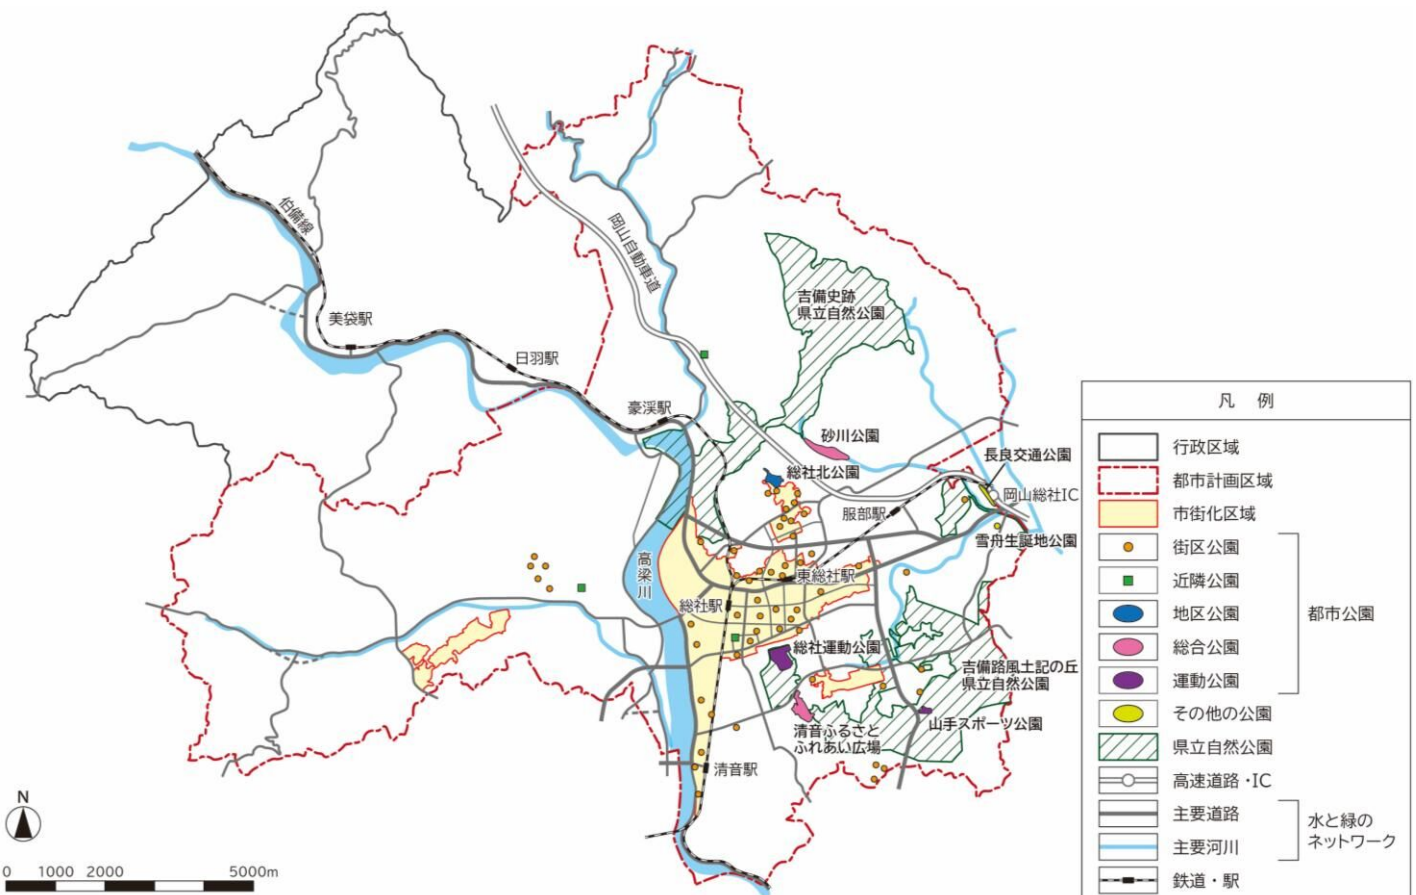 伯備線
岡山自動車道
美袋駅
日羽駅
豪渓駅
吉備史跡
県立自然公園
砂川公園
総社北公園
長良交通公園
岡山総社IC
服部駅
雪舟生誕地公園
高梁川
東総社駅
総社駅
総社運動公園
吉備路風土記の丘
県立自然公園
山手スポーツ公園
清音ふるさと
ふれあい広場
清音駅
N
0 1000 2000 5000m
凡 例
行政区域
都市計画区域
市街化区域
街区公園
近隣公園
地区公園
都市公園
総合公園
運動公園
その他の公園
県立自然公園
高速道路・IC
主要道路
水と緑の
ネットワーク
主要河川
鉄道・駅